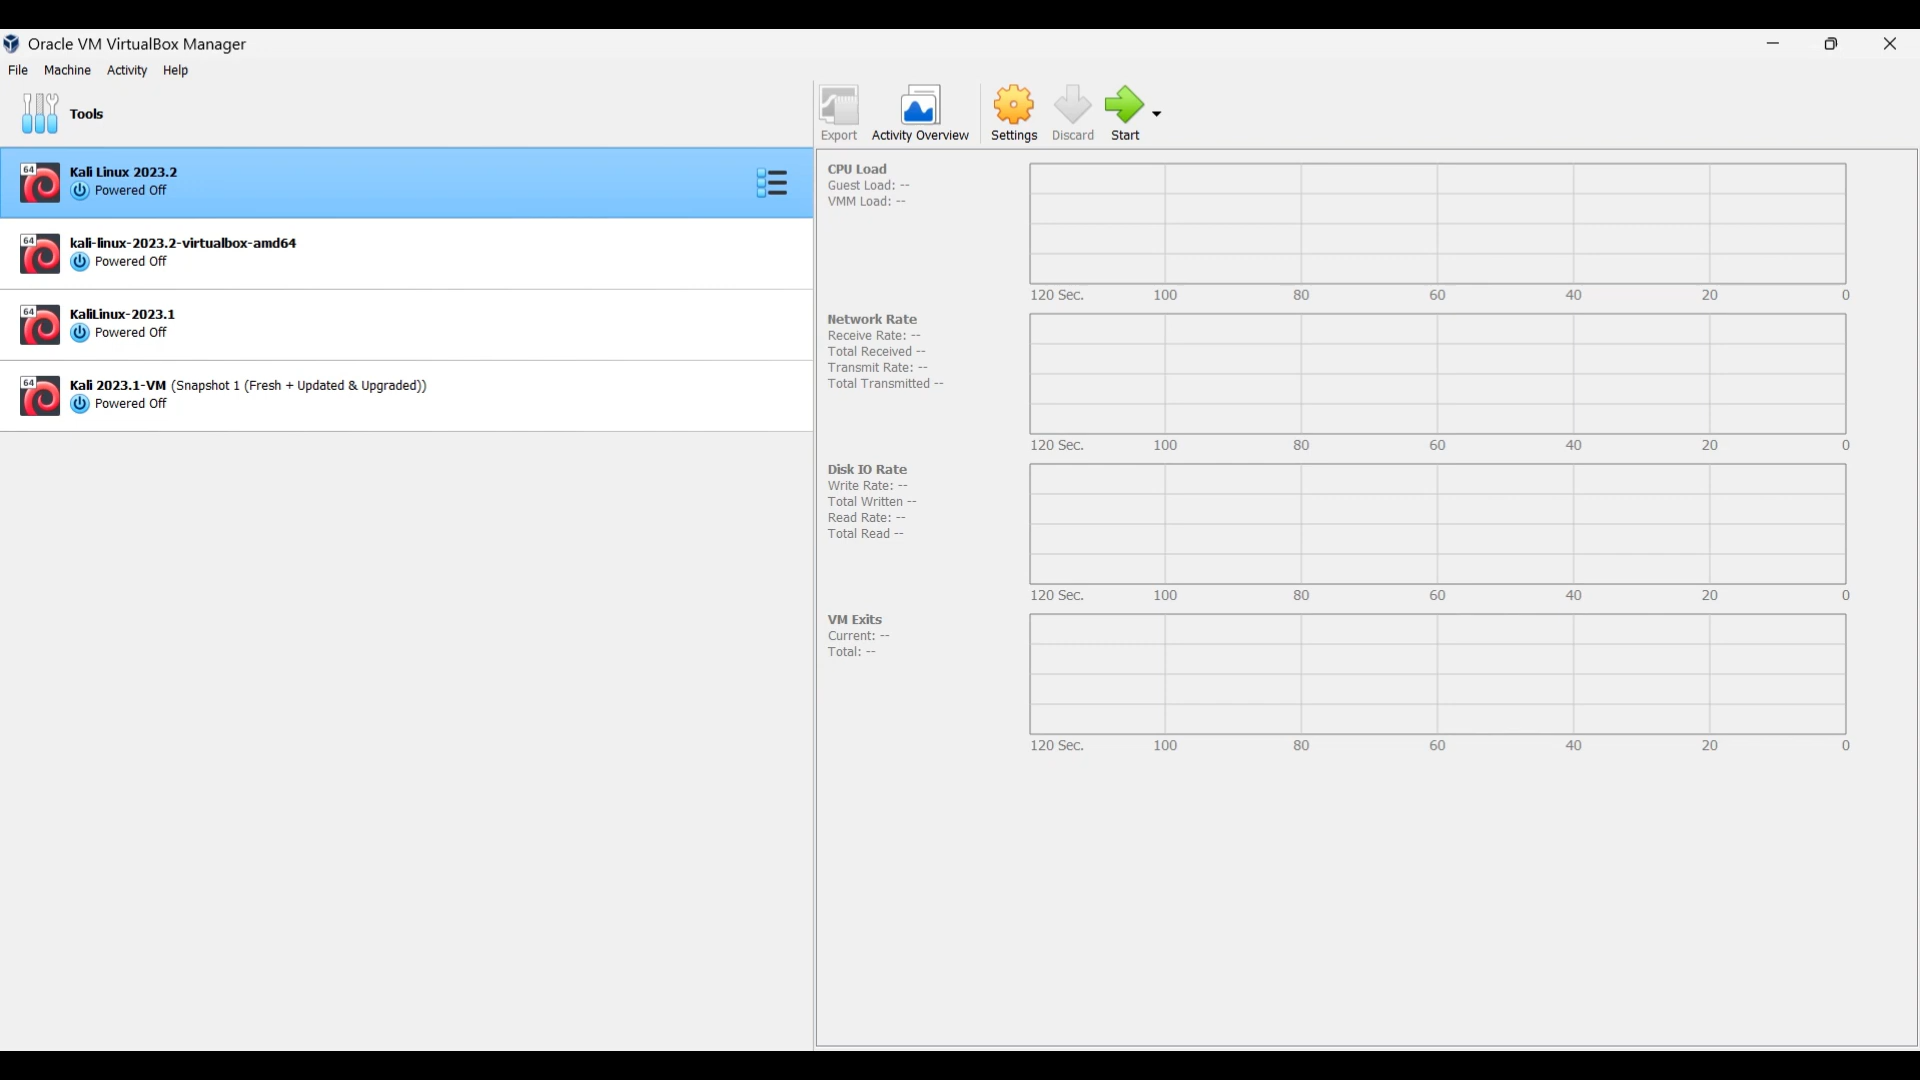 Oracle VM VirtualBox Manager
File Machine Activity Help
Tools
Export Activity Overview Settings Discard Start
64
Kali Linux 2023.2
Powered Off
64
kali-linux-2023.2-virtualbox-amd64
Powered Off
64
KaliLinux-2023.1
Powered Off
64
Kali 2023.1-VM (Snapshot 1 (Fresh + Updated & Upgraded))
Powered Off
CPU Load
Guest Load: --
VMM Load: --
120 Sec. 100 80 60 40 20 0
Network Rate
Receive Rate: --
Total Received --
Transmit Rate: --
Total Transmitted --
120 Sec. 100 80 60 40 20 0
Disk IO Rate
Write Rate: --
Total Written --
Read Rate: --
Total Read --
120 Sec. 100 80 60 40 20 0
VM Exits
Current: --
Total: --
120 Sec. 100 80 60 40 20 0